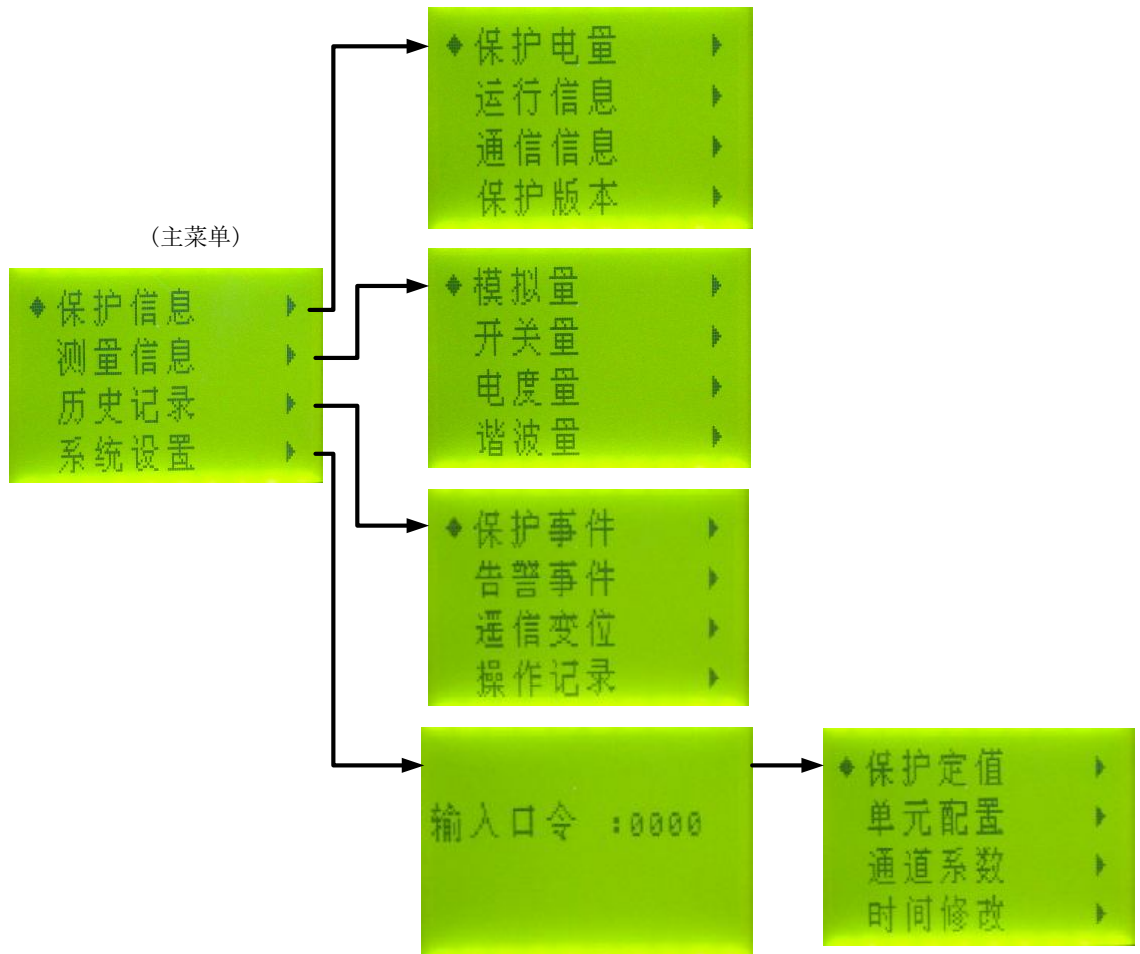 保护电量
运行信息
通信信息
保护版本
(主菜单)
保护信息
测量信息
历史记录
系统设置
模拟量
开关量
电度量
谐波量
保护事件
告警事件
遥信变位
操作记录
输入口令 :0000
保护定值
单元配置
通道系数
时间修改